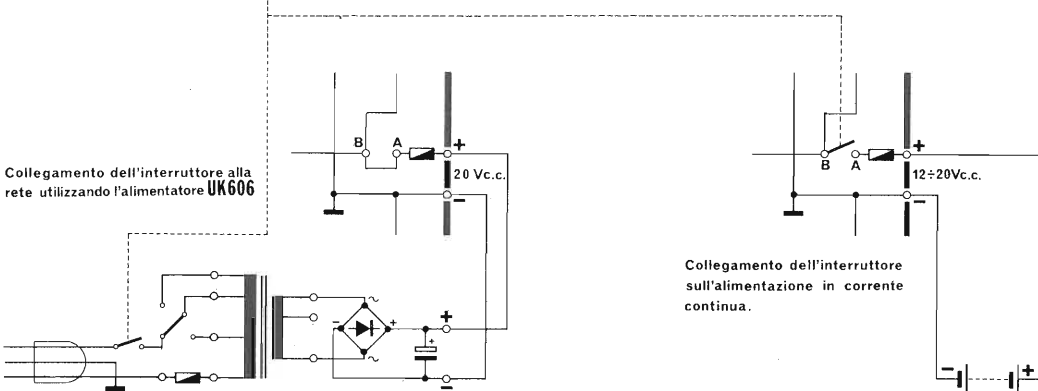 Collegamento dell'interruttore alla
rete utilizzando l'alimentatore UK606
B A +
20 Vc.c.
−
− ~ + ~
+
+
−
B A +
12÷20Vc.c.
−
Collegamento dell'interruttore
sull'alimentazione in corrente
continua.
− +